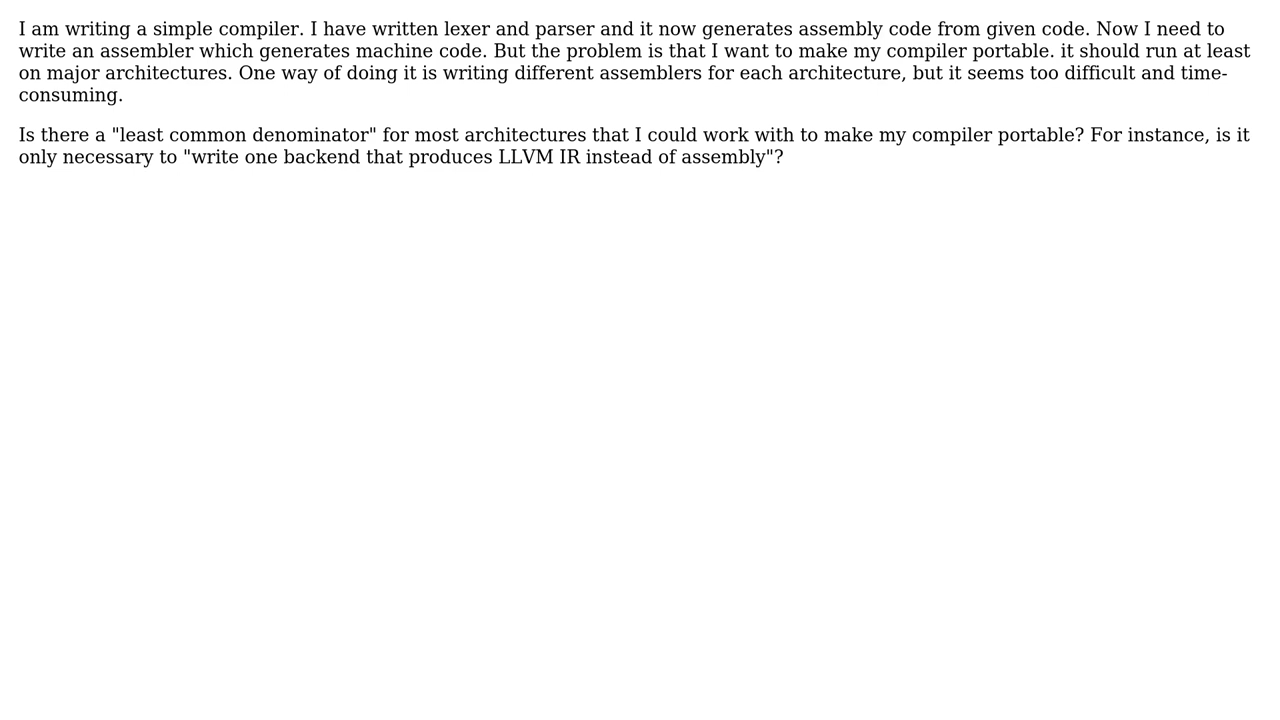 I am writing a simple compiler. I have written lexer and parser and it now generates assembly code from given code. Now I need to
write an assembler which generates machine code. But the problem is that I want to make my compiler portable. it should run at least
on major architectures. One way of doing it is writing different assemblers for each architecture, but it seems too difficult and time-
consuming.
Is there a "least common denominator" for most architectures that I could work with to make my compiler portable? For instance, is it
only necessary to "write one backend that produces LLVM IR instead of assembly"?